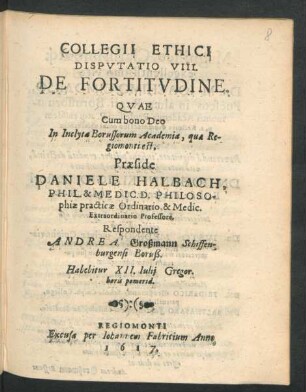 8
COLLEGII ETHICI
DISPVTATIO VIII.
DE FORTITVDINE.
QVAE
Cum bono Deo
In Inclyta Borussorum Academia, quæ Re-
giomonti est,
Præside
DANIELE HALBACH,
PHIL. & MEDIC. D. PHILOSO-
phiæ practicæ Ordinario. & Medic.
Extraordinario Professore,
Respondente
ANDREA Großmann Schiffen-
burgensi Boruss.
Habebitur XII. Iulij Gregor.
hora pomerid.
REGIOMONTI
Excusa per Iohannem Fabricium Anno
1617.